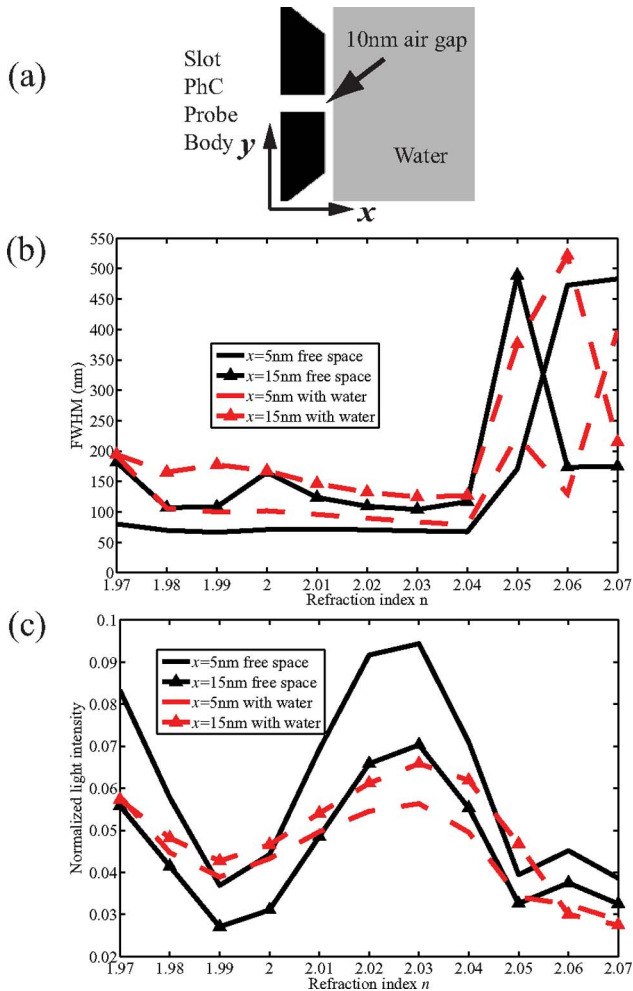 (a)
Slot
PhC
Probe
Body
10nm air gap
Water
y
x
(b)
550
500
450
400
350
300
250
200
150
100
50
0
FWHM (nm)
x=5nm free space
x=15nm free space
x=5nm with water
x=15nm with water
1.97 1.98 1.99 2 2.01 2.02 2.03 2.04 2.05 2.06 2.07
Refraction index n
(c)
0.1
0.09
0.08
0.07
0.06
0.05
0.04
0.03
0.02
Normalized light intensity
x=5nm free space
x=15nm free space
x=5nm with water
x=15nm with water
1.97 1.98 1.99 2 2.01 2.02 2.03 2.04 2.05 2.06 2.07
Refraction index n